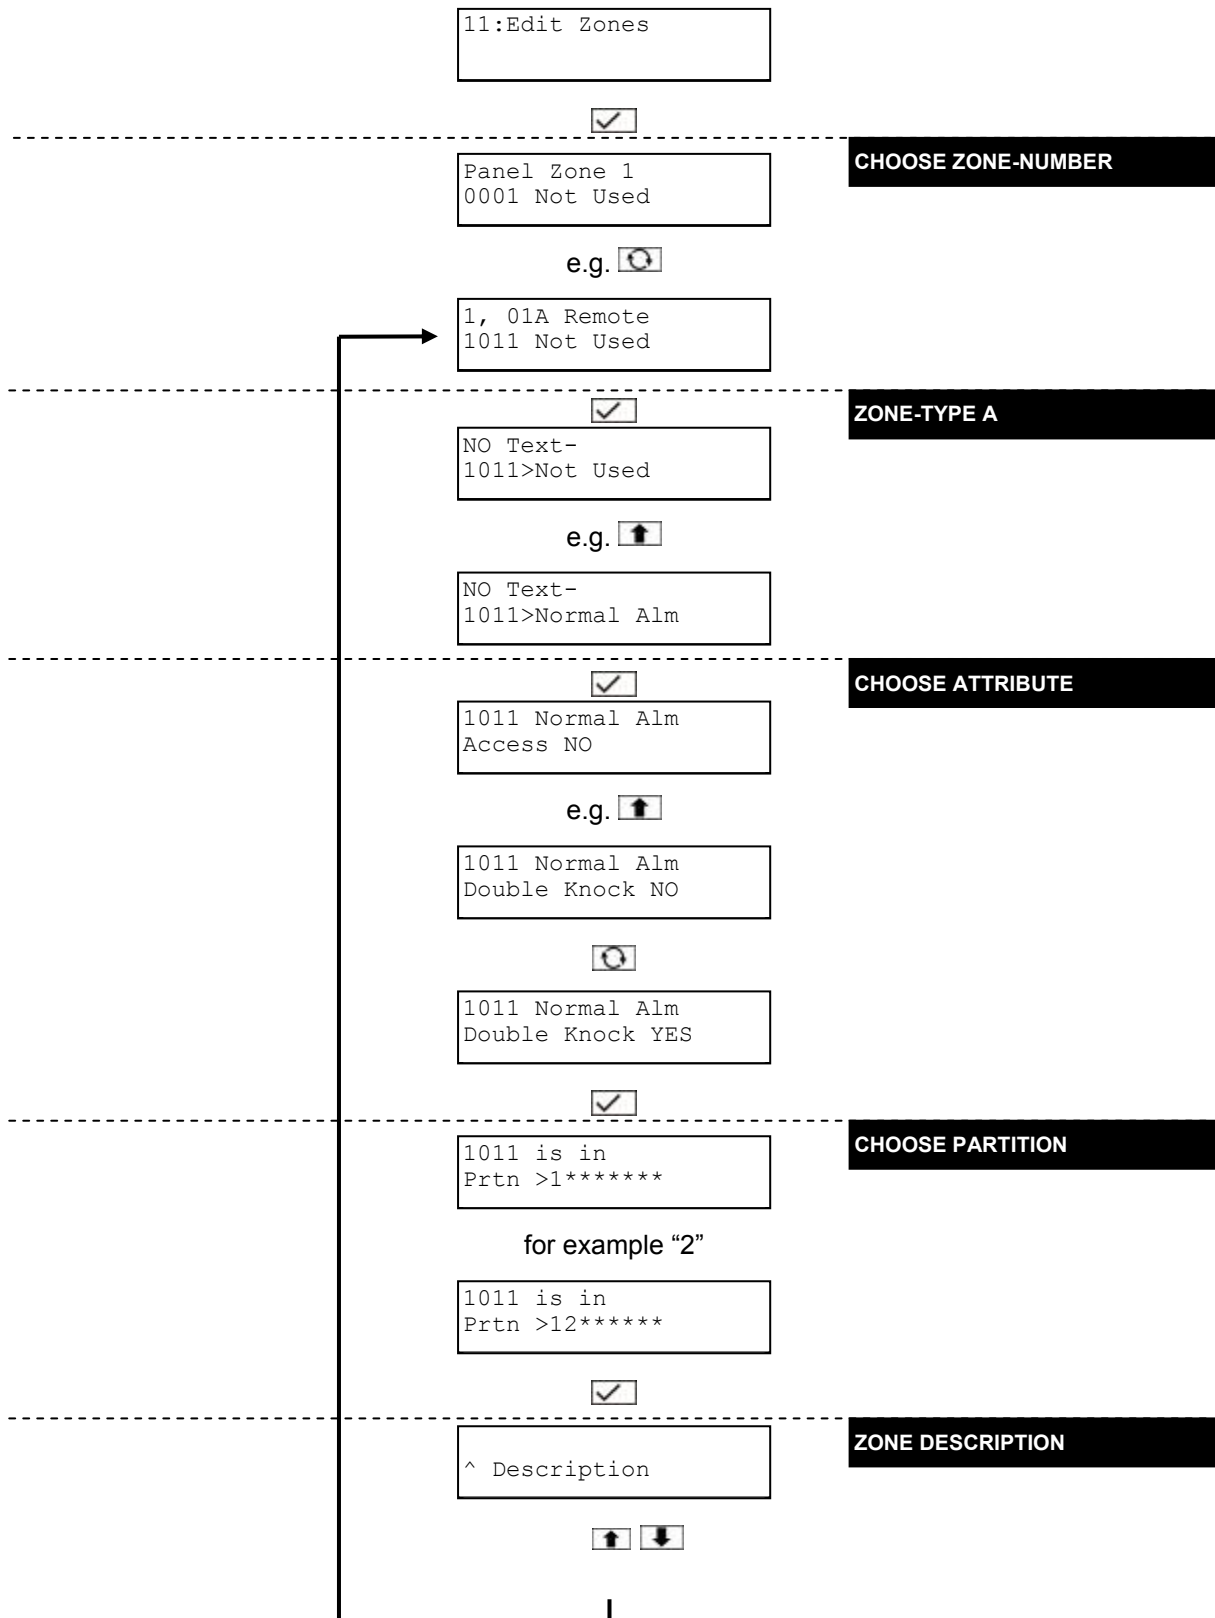 11:Edit Zones
CHOOSE ZONE-NUMBER
Panel Zone 1
0001 Not Used
e.g.
1, 01A Remote
1011 Not Used
ZONE-TYPE A
NO Text-
1011>Not Used
e.g.
NO Text-
1011>Normal Alm
CHOOSE ATTRIBUTE
1011 Normal Alm
Access NO
e.g.
1011 Normal Alm
Double Knock NO
1011 Normal Alm
Double Knock YES
CHOOSE PARTITION
1011 is in
Prtn >1*******
for example “2”
1011 is in
Prtn >12******
ZONE DESCRIPTION
^ Description